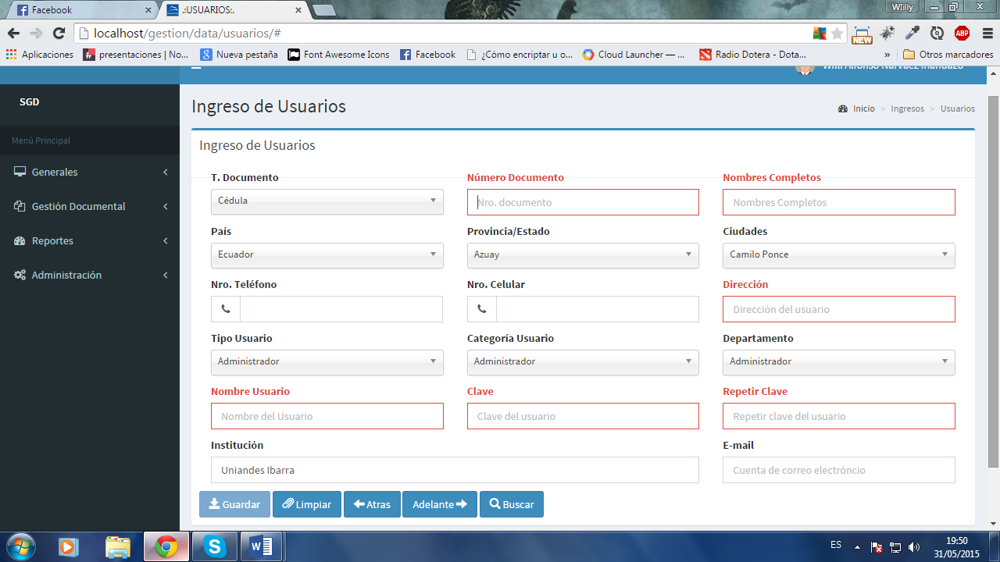 Facebook
.:USUARIOS:.
Willy
localhost/gestion/data/usuarios/#
NEW
ABP
Aplicaciones
presentaciones | No...
Nueva pestaña
Font Awesome Icons
Facebook
¿Cómo encriptar u o...
Cloud Launcher — ...
Radio Dotera - Dota...
»
Otros marcadores
SGD
Menú Principal
Generales
Gestión Documental
Reportes
Administración
Ingreso de Usuarios
Inicio > Ingresos > Usuarios
Ingreso de Usuarios
T. Documento
Número Documento
Nombres Completos
Cédula
Nro. documento
Nombres Completos
País
Provincia/Estado
Ciudades
Ecuador
Azuay
Camilo Ponce
Nro. Teléfono
Nro. Celular
Dirección
Dirección del usuario
Tipo Usuario
Categoría Usuario
Departamento
Administrador
Administrador
Administrador
Nombre Usuario
Clave
Repetir Clave
Nombre del Usuario
Clave del usuario
Repetir clave del usuario
Institución
E-mail
Uniandes Ibarra
Cuenta de correo electróncio
Guardar
Limpiar
Atras
Adelante
Buscar
ES
19:50
31/05/2015